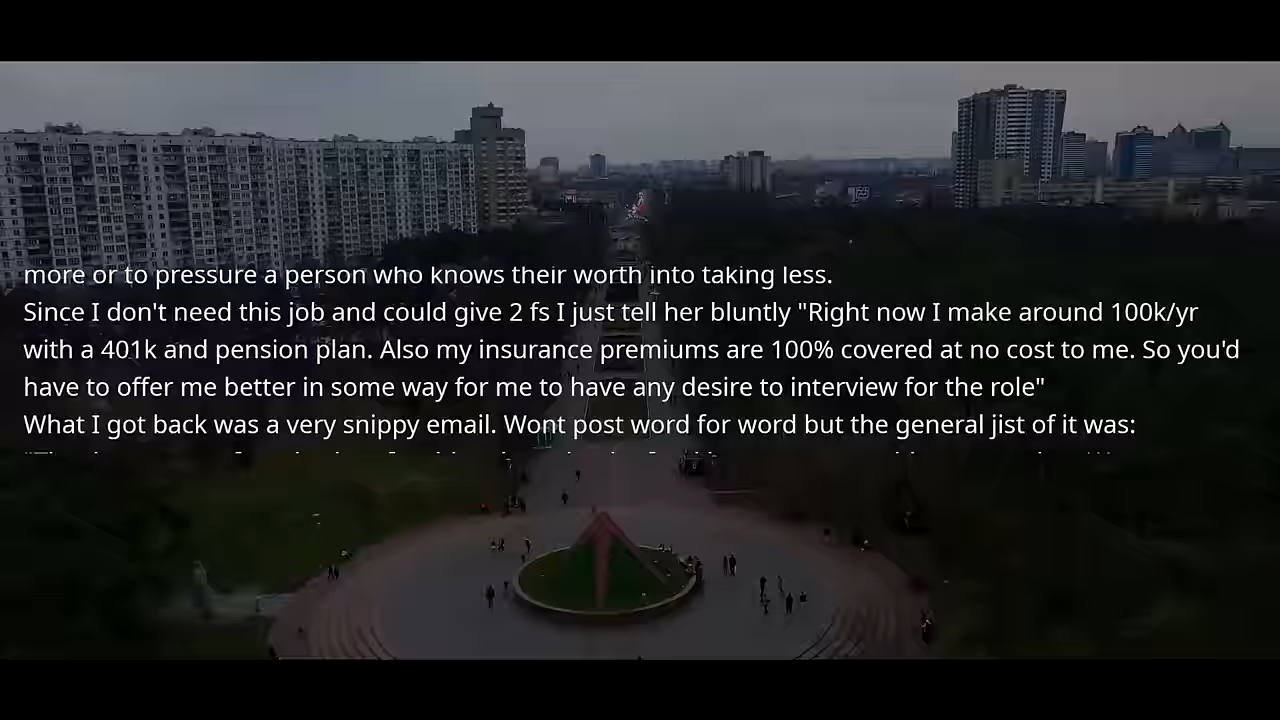 more or to pressure a person who knows their worth into taking less.
Since I don't need this job and could give 2 fs I just tell her bluntly "Right now I make around 100k/yr
with a 401k and pension plan. Also my insurance premiums are 100% covered at no cost to me. So you'd
have to offer me better in some way for me to have any desire to interview for the role"
What I got back was a very snippy email. Wont post word for word but the general jist of it was: